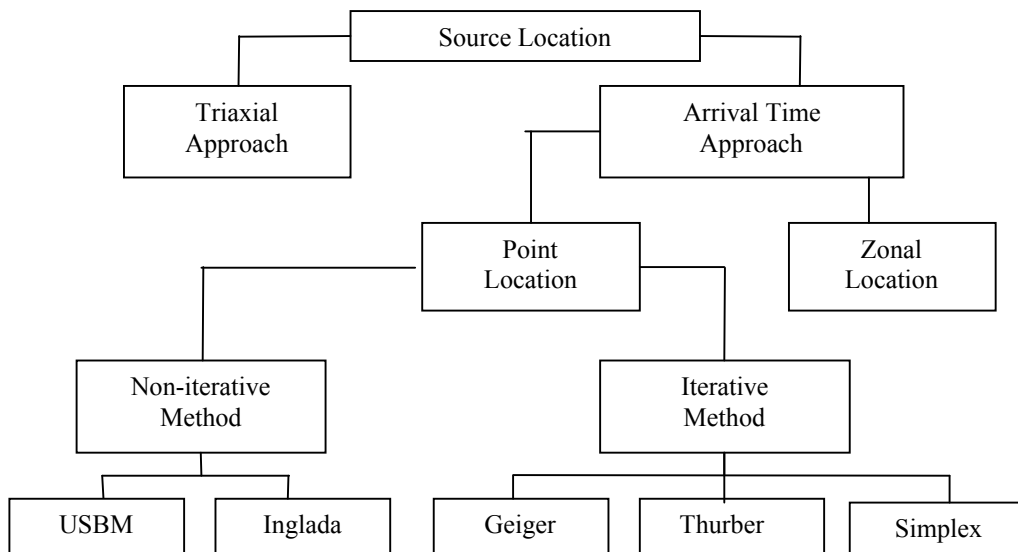 Source Location
Triaxial
Approach
Arrival Time
Approach
Point
Location
Zonal
Location
Non-iterative
Method
Iterative
Method
USBM
Inglada
Geiger
Thurber
Simplex